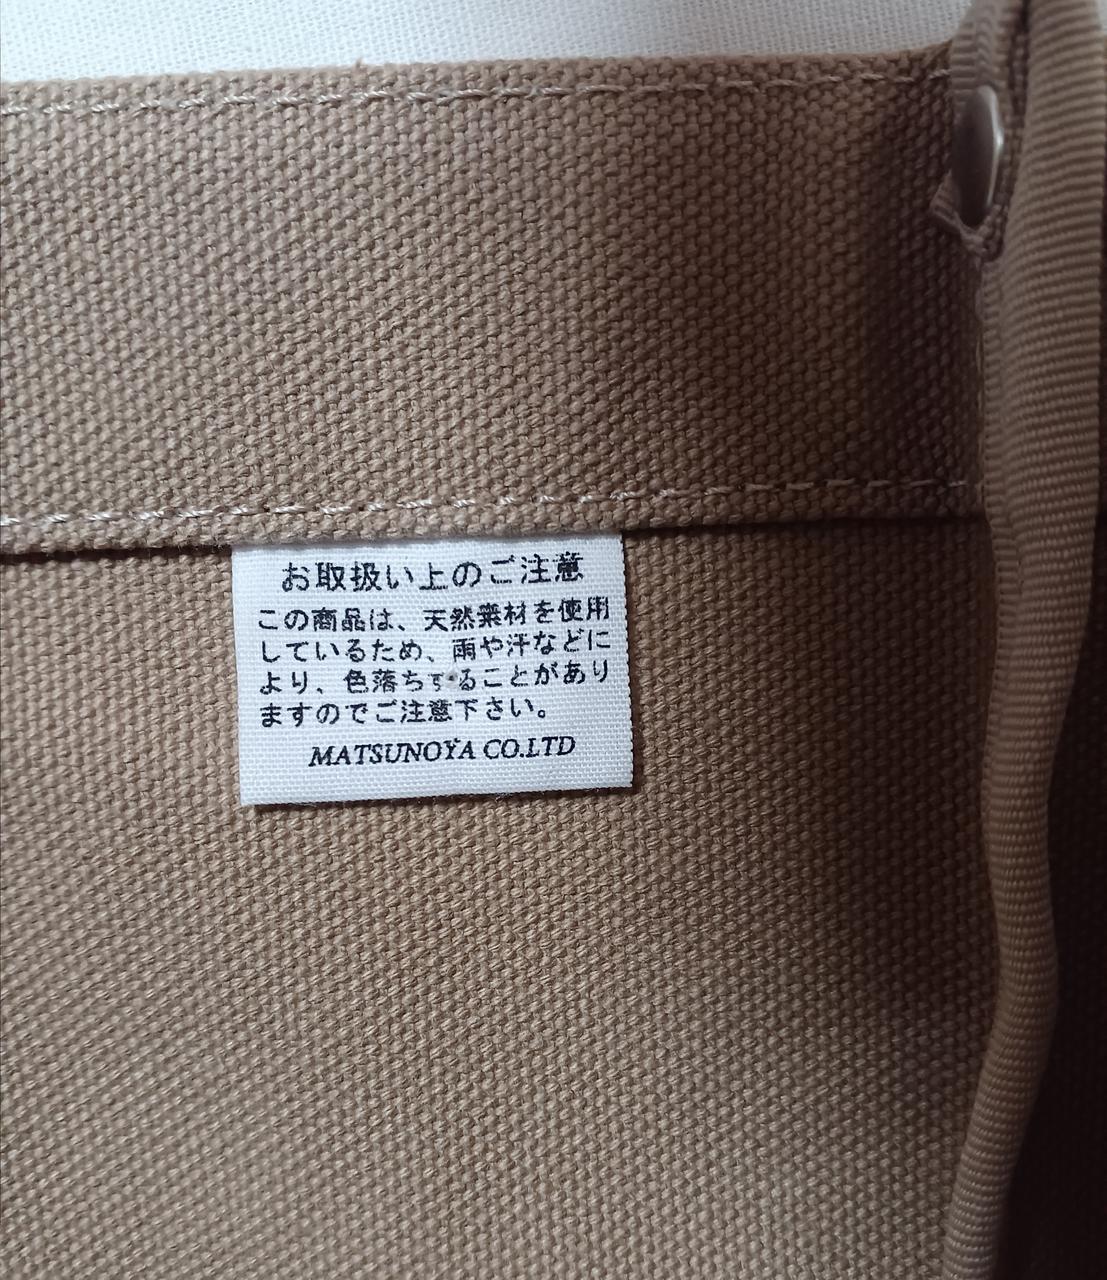 お取扱い上のご注意
この商品は、天然素材を使用
しているため、雨や汗などに
より、色落ちすることがあり
ますのでご注意下さい。
MATSUNOYA CO.LTD